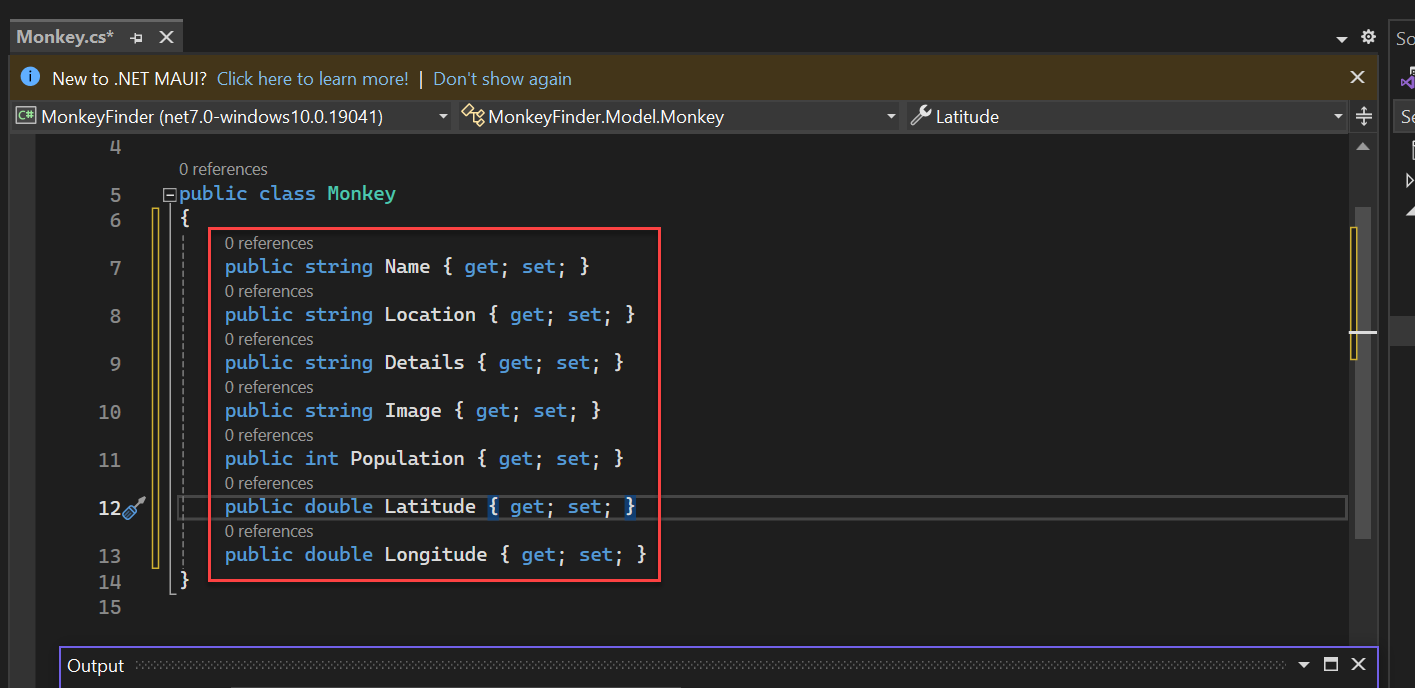 Monkey.cs*
So
New to .NET MAUI? Click here to learn more! | Don't show again
C# MonkeyFinder (net7.0-windows10.0.19041) MonkeyFinder.Model.Monkey Latitude
Se
4
0 references
5 public class Monkey
6 {
0 references
7 public string Name { get; set; }
0 references
8 public string Location { get; set; }
0 references
9 public string Details { get; set; }
0 references
10 public string Image { get; set; }
0 references
11 public int Population { get; set; }
0 references
12 public double Latitude { get; set; }
0 references
13 public double Longitude { get; set; }
14 }
15
Output